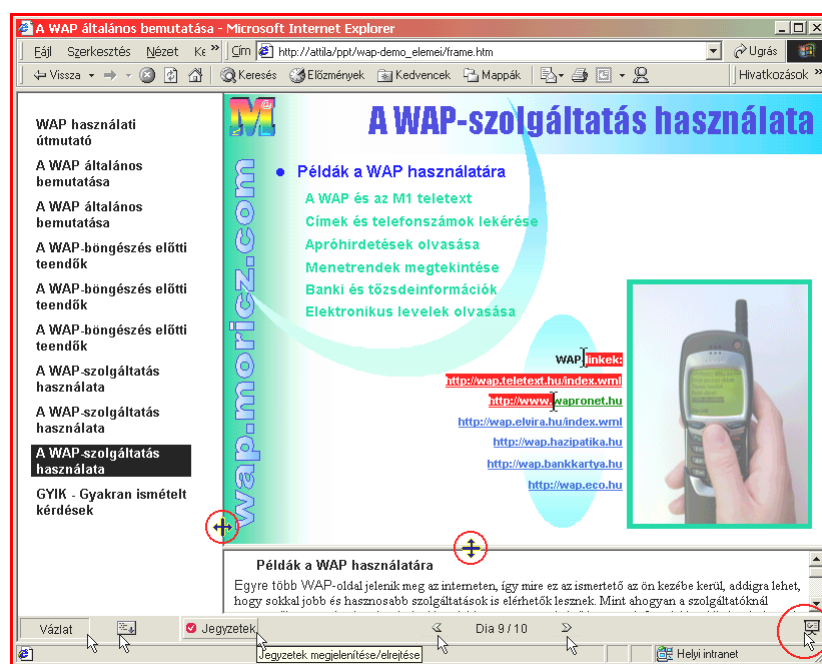 A WAP általános bemutatása - Microsoft Internet Explorer
Fájl Szerkesztés Nézet Ke » Cím http://attila/ppt/wap-demo_elemei/frame.htm Ugrás
Vissza Keresés Előzmények Kedvencek Mappák Hivatkozások »
WAP használati
útmutató
A WAP általános
bemutatása
A WAP általános
bemutatása
A WAP-böngészés előtti
teendők
A WAP-böngészés előtti
teendők
A WAP-böngészés előtti
teendők
A WAP-szolgáltatás
használata
A WAP-szolgáltatás
használata
A WAP-szolgáltatás
használata
GYIK - Gyakran ismételt
kérdések
M
wap.moricz.com
A WAP-szolgáltatás használata
Példák a WAP használatára
A WAP és az M1 teletext
Címek és telefonszámok lekérése
Apróhirdetések olvasása
Menetrendek megtekintése
Banki és tőzsdeinformációk
Elektronikus levelek olvasása
WAP linkek:
http://wap.teletext.hu/index.wml
http://www.wapronet.hu
http://wap.elvira.hu/index.wml
http://wap.hazipatika.hu
http://wap.bankkartya.hu
http://wap.eco.hu
Példák a WAP használatára
Egyre több WAP-oldal jelenik meg az interneten, így mire ez az ismertető az ön kezébe kerül, addigra lehet,
hogy sokkal jobb és hasznosabb szolgáltatások is elérhetők lesznek. Mint ahogyan a szolgáltatóknál
Vázlat Jegyzetek Dia 9 / 10
Jegyzetek megjelenítése/elrejtése
Helyi intranet